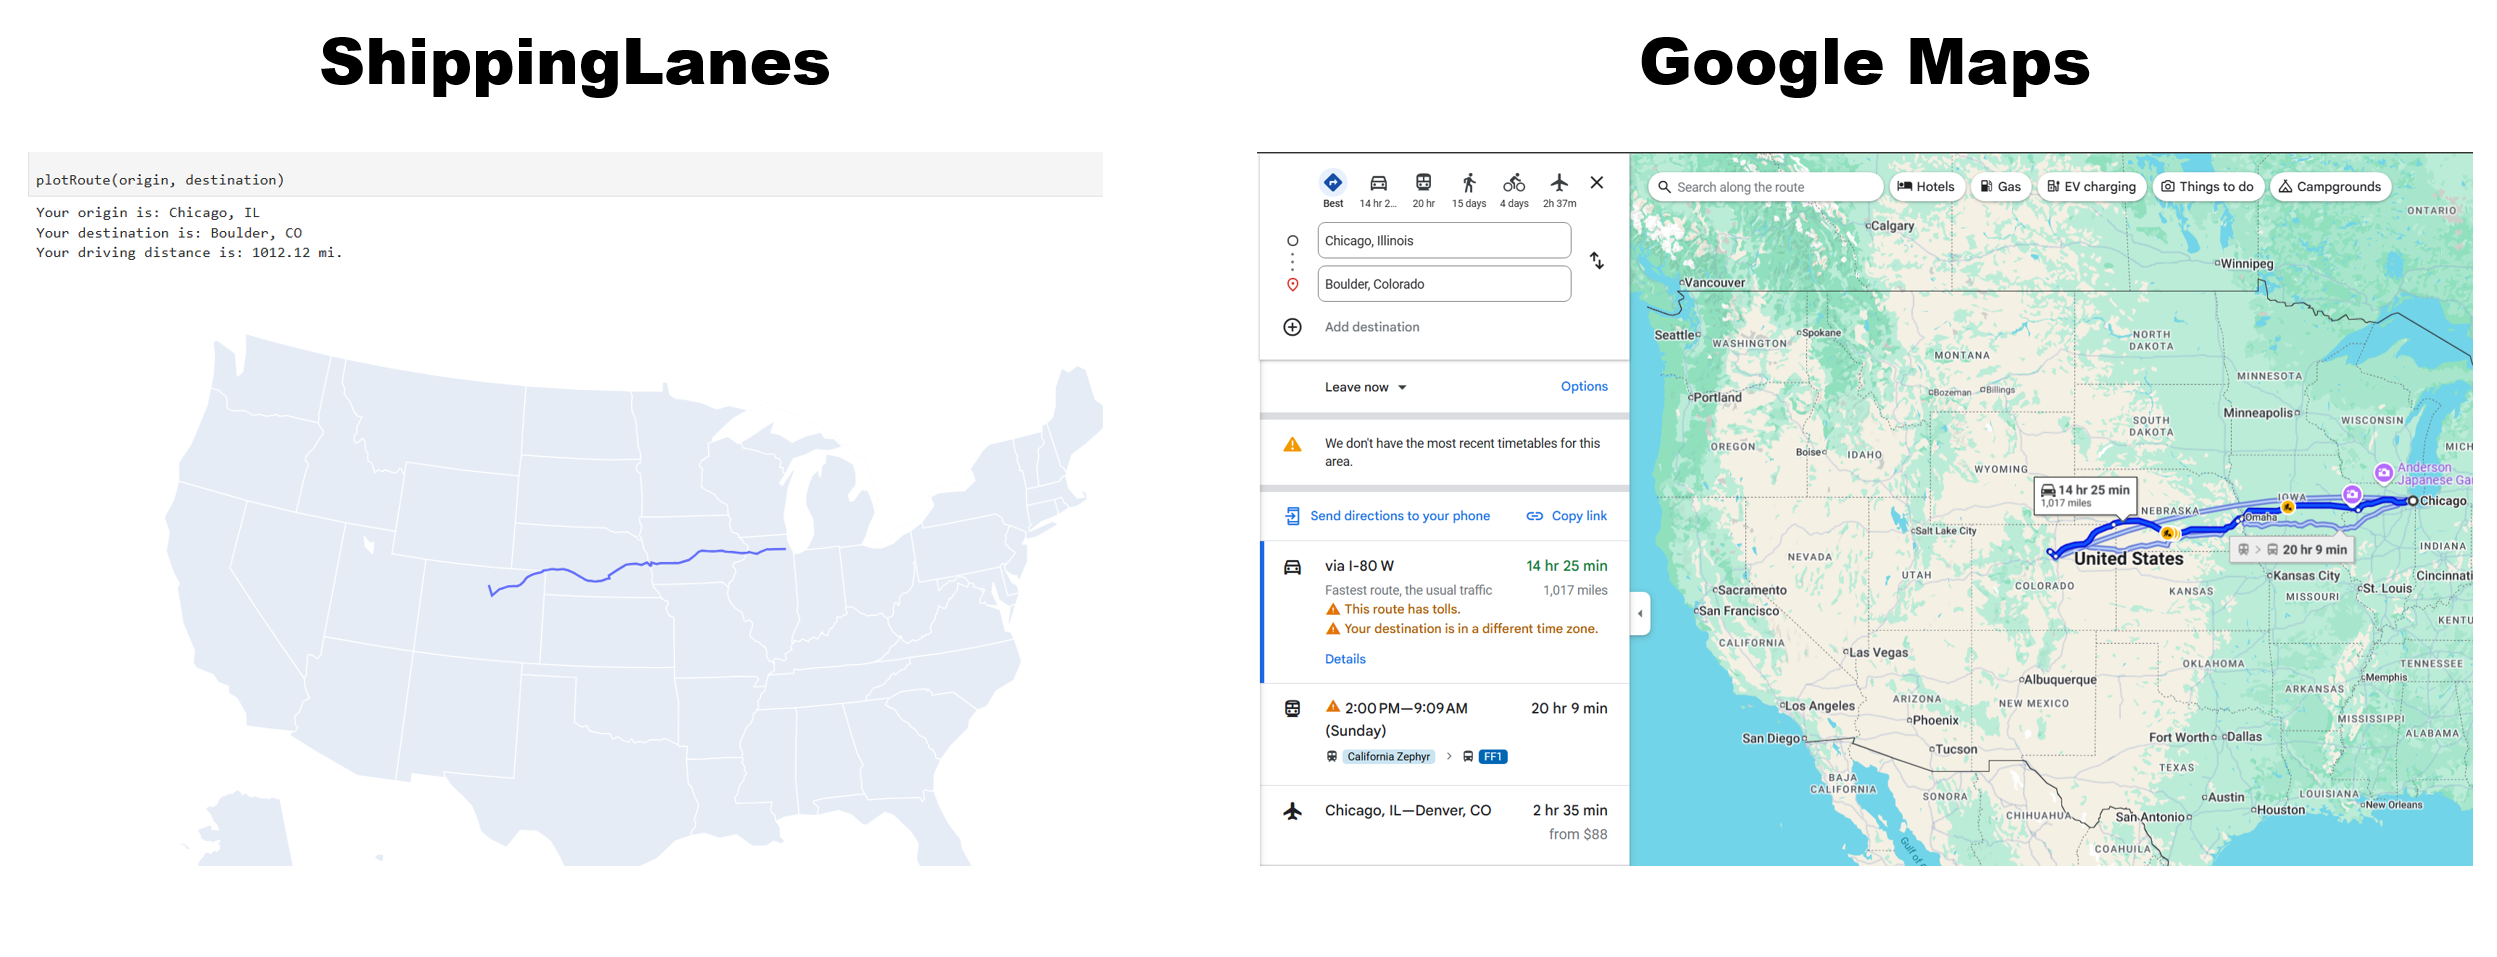 ShippingLanes
Google Maps
plotRoute(origin, destination)
Your origin is: Chicago, IL
Your destination is: Boulder, CO
Your driving distance is: 1012.12 mi.
Best
14 hr 2...
20 hr
15 days
4 days
2h 37m
Chicago, Illinois
Boulder, Colorado
Add destination
Leave now
Options
We don't have the most recent timetables for this
area.
Send directions to your phone
Copy link
via I-80 W
14 hr 25 min
Fastest route, the usual traffic
1,017 miles
This route has tolls.
Your destination is in a different time zone.
Details
2:00 PM—9:09 AM
(Sunday)
20 hr 9 min
California Zephyr
FF1
Chicago, IL—Denver, CO
2 hr 35 min
from $88
Search along the route
Hotels
Gas
EV charging
Things to do
Campgrounds
ONTARIO
Calgary
Winnipeg
Vancouver
Seattle
Spokane
WASHINGTON
NORTH
DAKOTA
MONTANA
MINNESOTA
Bozeman
Billings
Portland
Minneapolis
SOUTH
DAKOTA
WISCONSIN
OREGON
Boise
IDAHO
MICH
WYOMING
Anderson
Japanese Gar
14 hr 25 min
1,017 miles
IOWA
Chicago
NEBRASKA
Omaha
Salt Lake City
20 hr 9 min
INDIANA
NEVADA
United States
UTAH
COLORADO
Kansas City
Cincinnati
Sacramento
KANSAS
MISSOURI
St. Louis
San Francisco
KENTU
CALIFORNIA
Las Vegas
OKLAHOMA
TENNESSEE
Albuquerque
Memphis
ARKANSAS
Los Angeles
ARIZONA
NEW MEXICO
Phoenix
MISSISSIPPI
San Diego
Fort Worth
Dallas
ALABAMA
Tucson
TEXAS
BAJA
CALIFORNIA
SONORA
Austin
LOUISIANA
Houston
New Orleans
CHIHUAHUA
San Antonio
Gulf of
COAHUILA